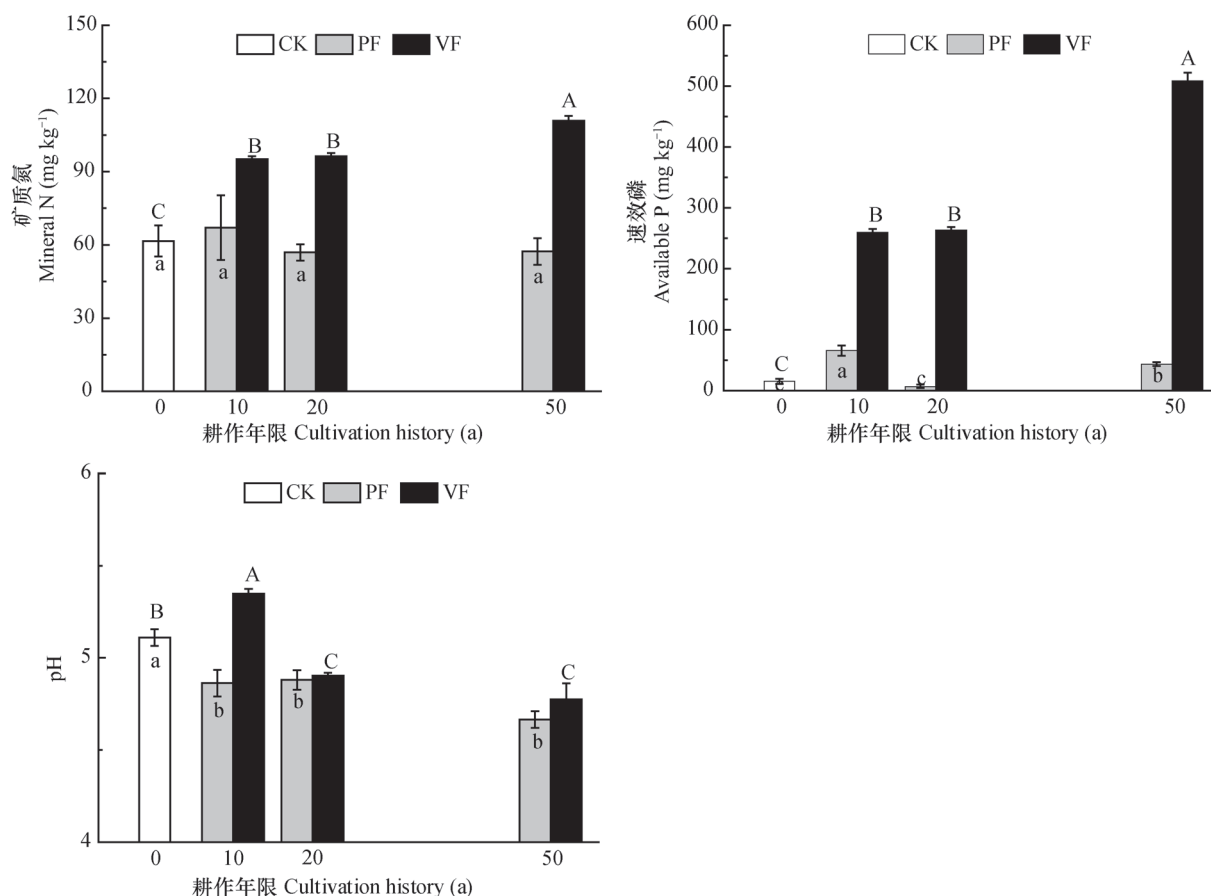 150
120
90
60
30
0
矿质氮
Mineral N (mg kg⁻¹)
CK PF VF
C
a
a
B
a
B
a
A
0 10 20 50
耕作年限 Cultivation history (a)
600
500
400
300
200
100
0
速效磷
Available P (mg kg⁻¹)
CK PF VF
C
c
a
B
c
B
b
A
0 10 20 50
耕作年限 Cultivation history (a)
6
5
4
pH
CK PF VF
B
a
b
A
b
C
b
C
0 10 20 50
耕作年限 Cultivation history (a)